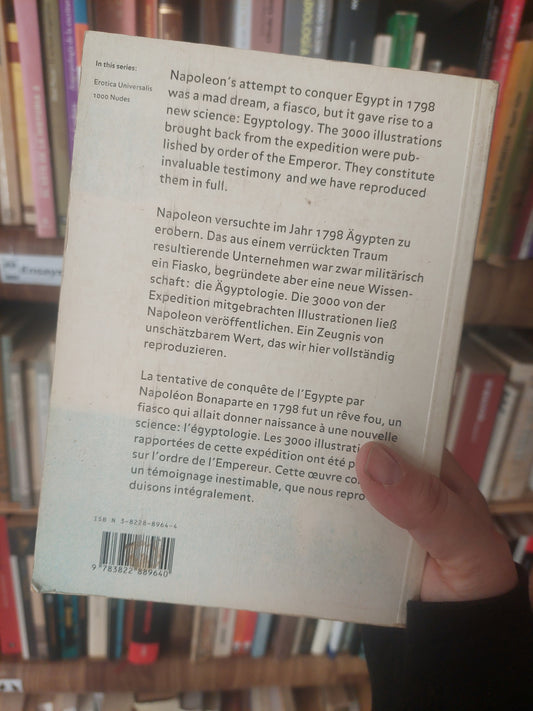 In this series:
Erotica Universalis
1000 Nudes
Napoleon's attempt to conquer Egypt in 1798
was a mad dream, a fiasco, but it gave rise to a
new science: Egyptology. The 3000 illustrations
brought back from the expedition were pub-
lished by order of the Emperor. They constitute
invaluable testimony and we have reproduced
them in full.
Napoleon versuchte im Jahr 1798 Ägypten zu
erobern. Das aus einem verrückten Traum
resultierende Unternehmen war zwar militärisch
ein Fiasko, begründete aber eine neue Wissen-
schaft: die Ägyptologie. Die 3000 von der
Expedition mitgebrachten Illustrationen ließ
Napoleon veröffentlichen. Ein Zeugnis von
unschätzbarem Wert, das wir hier vollständig
reproduzieren.
La tentative de conquête de l'Egypte par
Napoléon Bonaparte en 1798 fut un rêve fou, un
fiasco qui allait donner naissance à une nouvelle
science: l'égyptologie. Les 3000 illustrati
rapportées de cette expédition ont été p
sur l'ordre de l'Empereur. Cette œuvre co
un témoignage inestimable, que nous repro
duisons intégralement.
ISBN 3-8228-8964-4
9 783822 889640
Ensayo